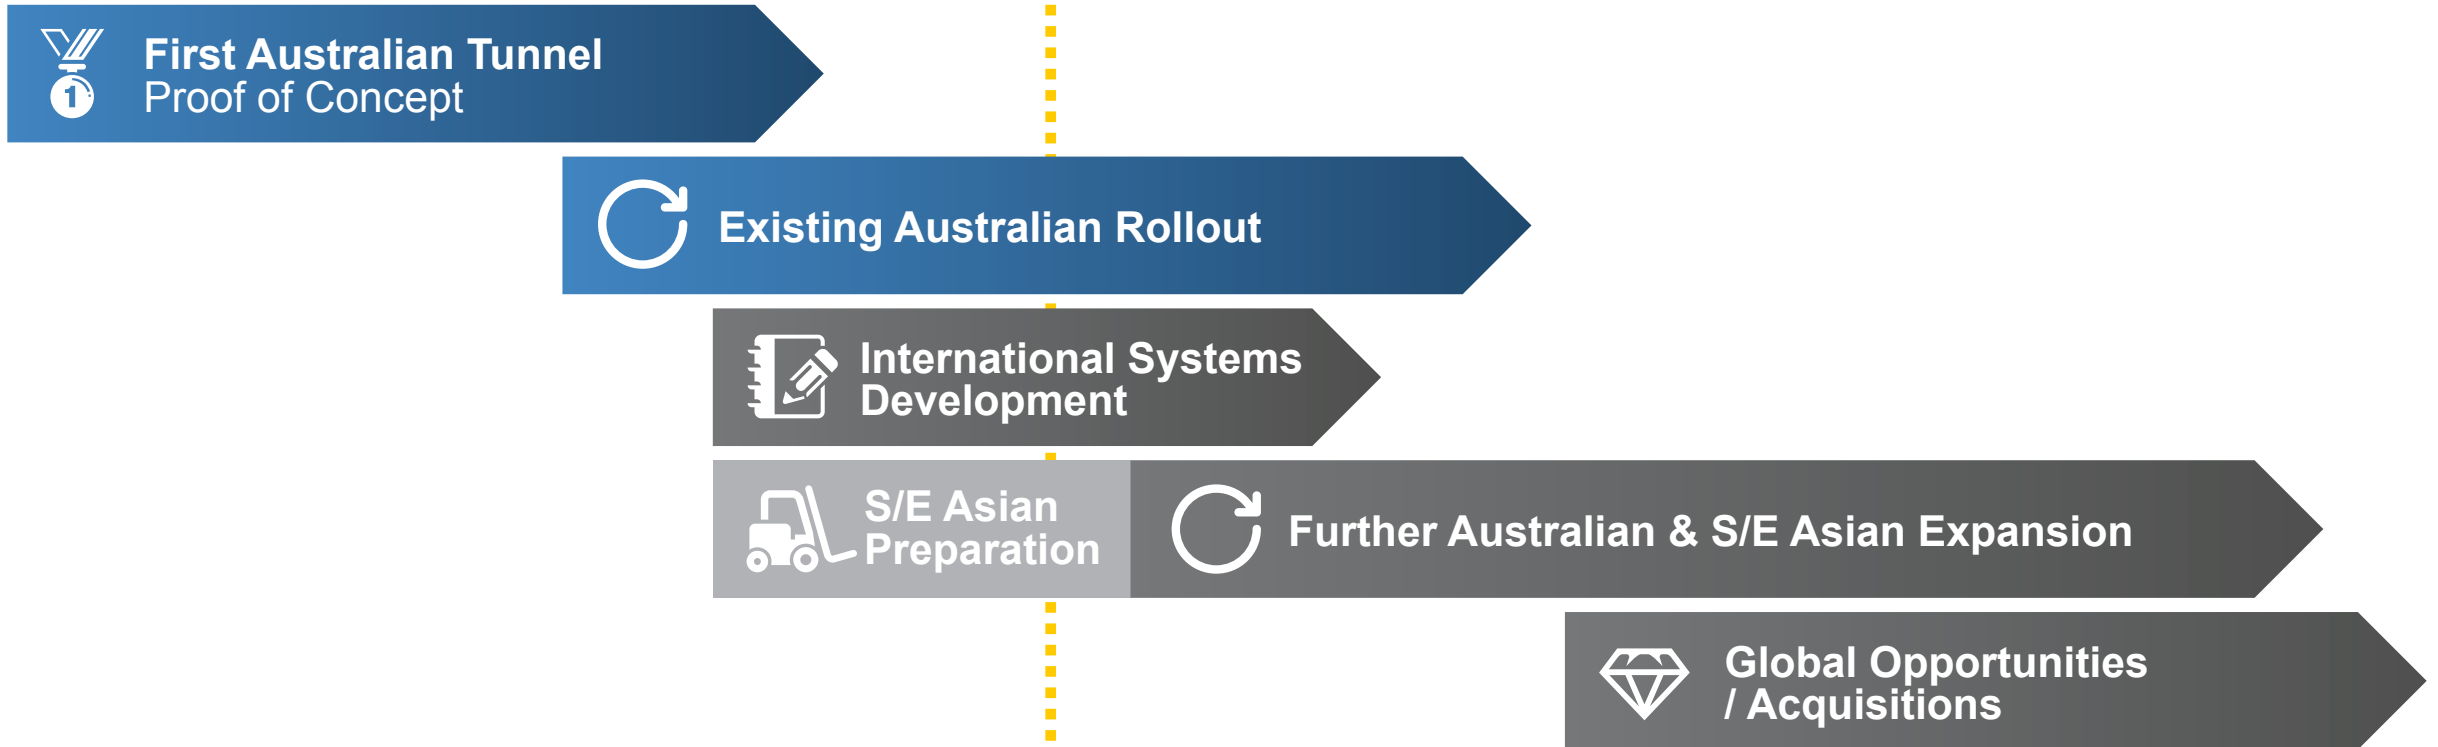 1
First Australian Tunnel
Proof of Concept
Existing Australian Rollout
International Systems
Development
S/E Asian
Preparation
Further Australian & S/E Asian Expansion
Global Opportunities
/ Acquisitions